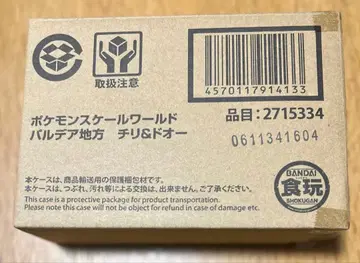 取扱注意
4570117914133
ポケモンスケールワールド
パルデア地方 チリ&ドオー
品目:2715334
0611341604
BANDAI
食玩
SHOKUGAN
本ケースは、商品輸送用の保護梱包材です。
本ケースは、つぶれ、汚れ等による交換は、出来ません。ご了承ください。
This case is a protective package for product transportation.
Please note this case will not be object for refund in case of damage etc.